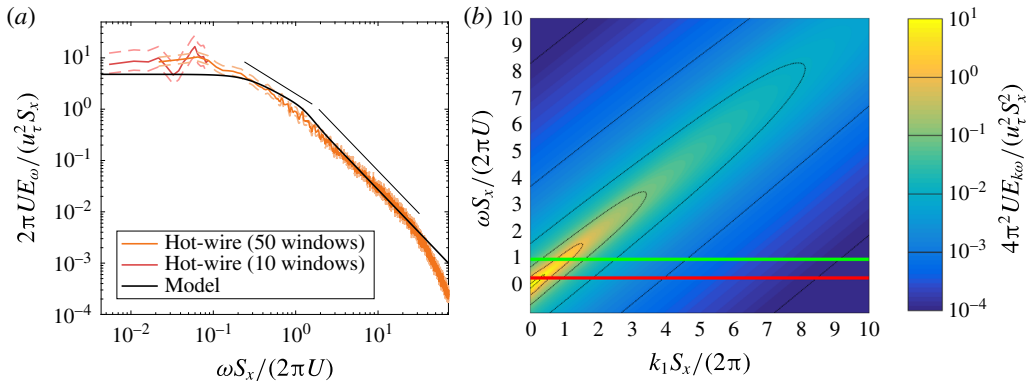 (a)
10^1
10^0
10^−1
10^−2
10^−3
10^−4
2πUE_ω/(u_τ^2 S_x)
Hot-wire (50 windows)
Hot-wire (10 windows)
Model
10^−2 10^−1 10^0 10^1
ωS_x/(2πU)
(b)
10
9
8
7
6
5
4
3
2
1
0
ωS_x/(2πU)
0 1 2 3 4 5 6 7 8 9 10
k_1S_x/(2π)
10^1
10^0
10^−1
10^−2
10^−3
10^−4
4π^2UE_kω/(u_τ^2 S_x^2)